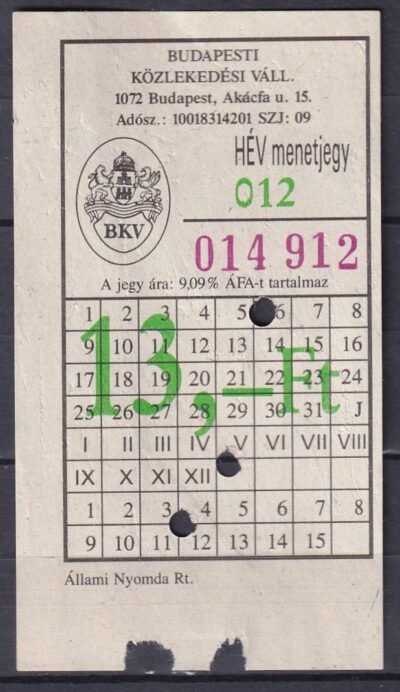 BUDAPESTI
KÖZLEKEDÉSI VÁLL.
1072 Budapest, Akácfa u. 15.
Adósz.: 10018314201 SZJ: 09
HÉV menetjegy
012
BKV
014 912
A jegy ára: 9,09% ÁFA-t tartalmaz
13,–Ft
1 2 3 4 5 6 7 8
9 10 11 12 13 14 15 16
17 18 19 20 21 22 23 24
25 26 27 28 29 30 31 J
I II III IV V VI VII VIII
IX X XI XII
1 2 3 4 5 6 7 8
9 10 11 12 13 14 15
Állami Nyomda Rt.